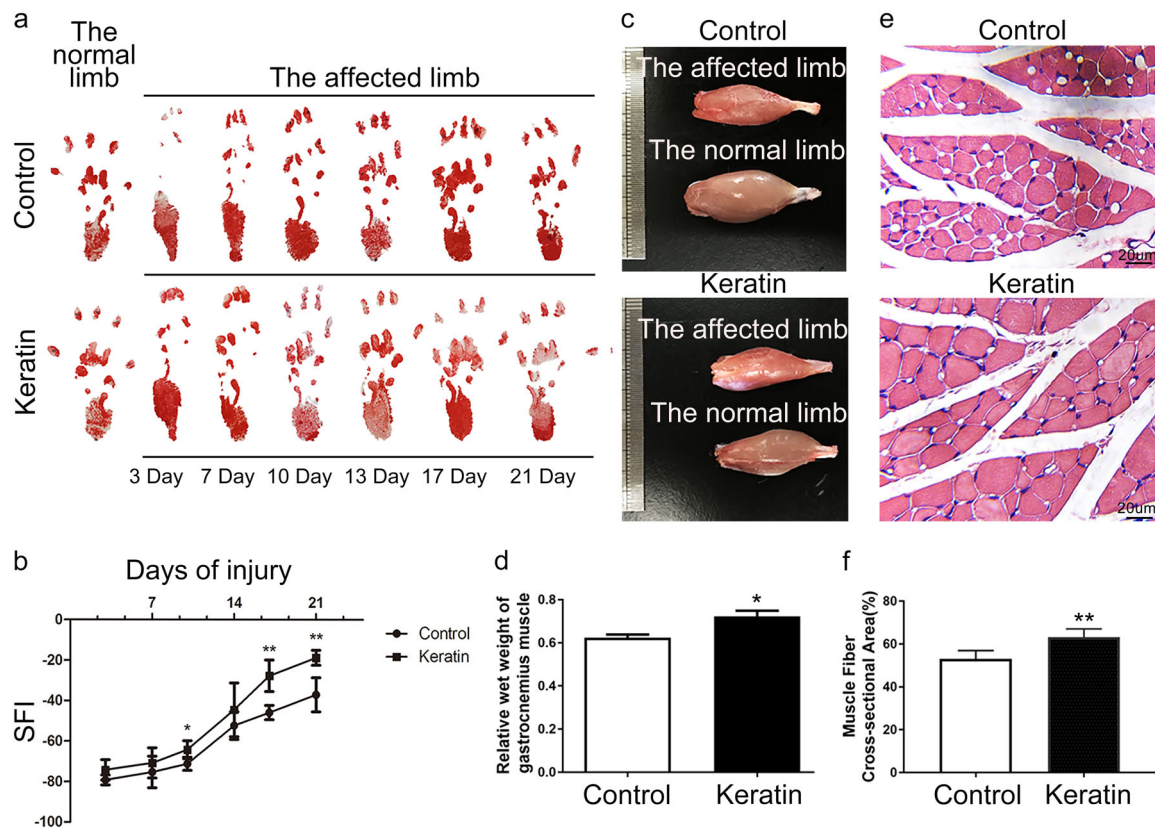 a
The
normal
limb
The affected limb
Control
Keratin
3 Day
7 Day
10 Day
13 Day
17 Day
21 Day
b
Days of injury
7
14
21
0
-20
-40
-60
-80
-100
SFI
Control
Keratin
*
**
**
c
Control
The affected limb
The normal limb
Keratin
The affected limb
The normal limb
d
Relative wet weight of
gastrocnemius muscle
0.8
0.6
0.4
0.2
0.0
*
Control
Keratin
e
Control
20um
Keratin
20um
f
Muscle Fiber
Cross-sectional Area(%)
80
60
40
20
0
**
Control
Keratin